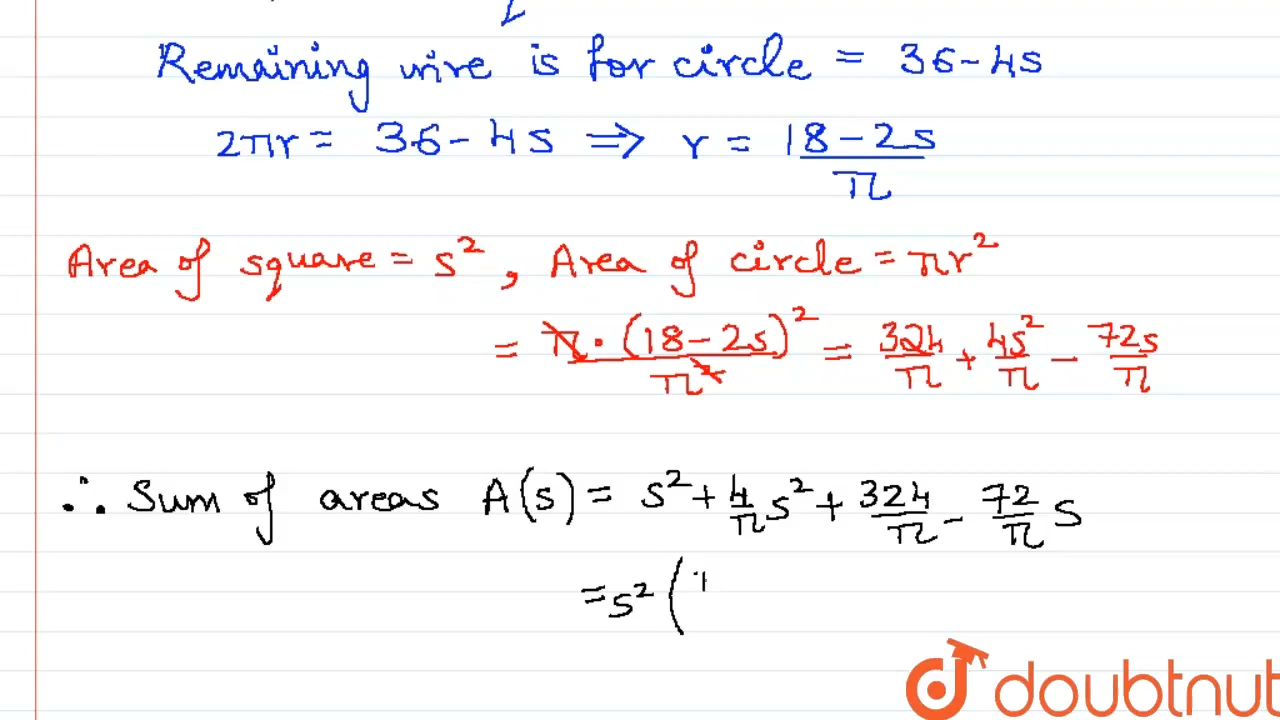 Remaining wire is for circle = 36-4s
2πr = 36-4s ⇒ r = (18-2s)/π
Area of square = s², Area of circle = πr²
= π·(18-2s)²/π² = 324/π + 4s²/π - 72s/π
∴ Sum of areas A(s) = s² + 4/π s² + 324/π - 72/π s
= s² (
doubtnut